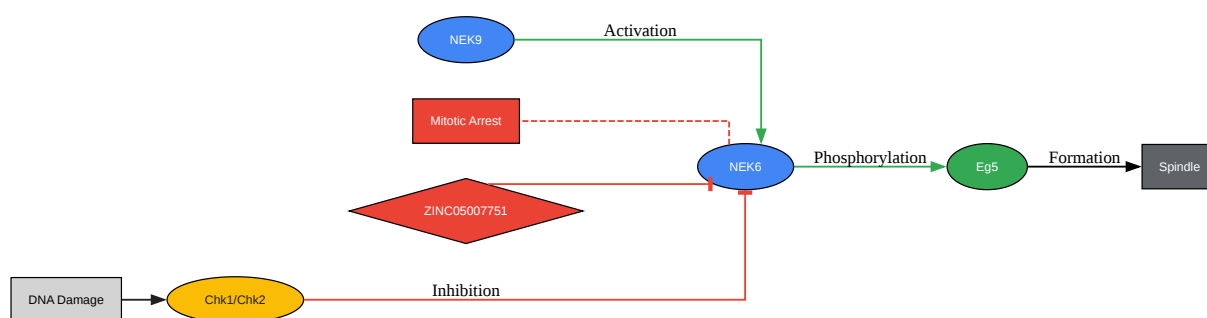 NEK9
Activation
Mitotic Arrest
NEK6
Phosphorylation
Eg5
Formation
Spindle
ZINC05007751
DNA Damage
Chk1/Chk2
Inhibition